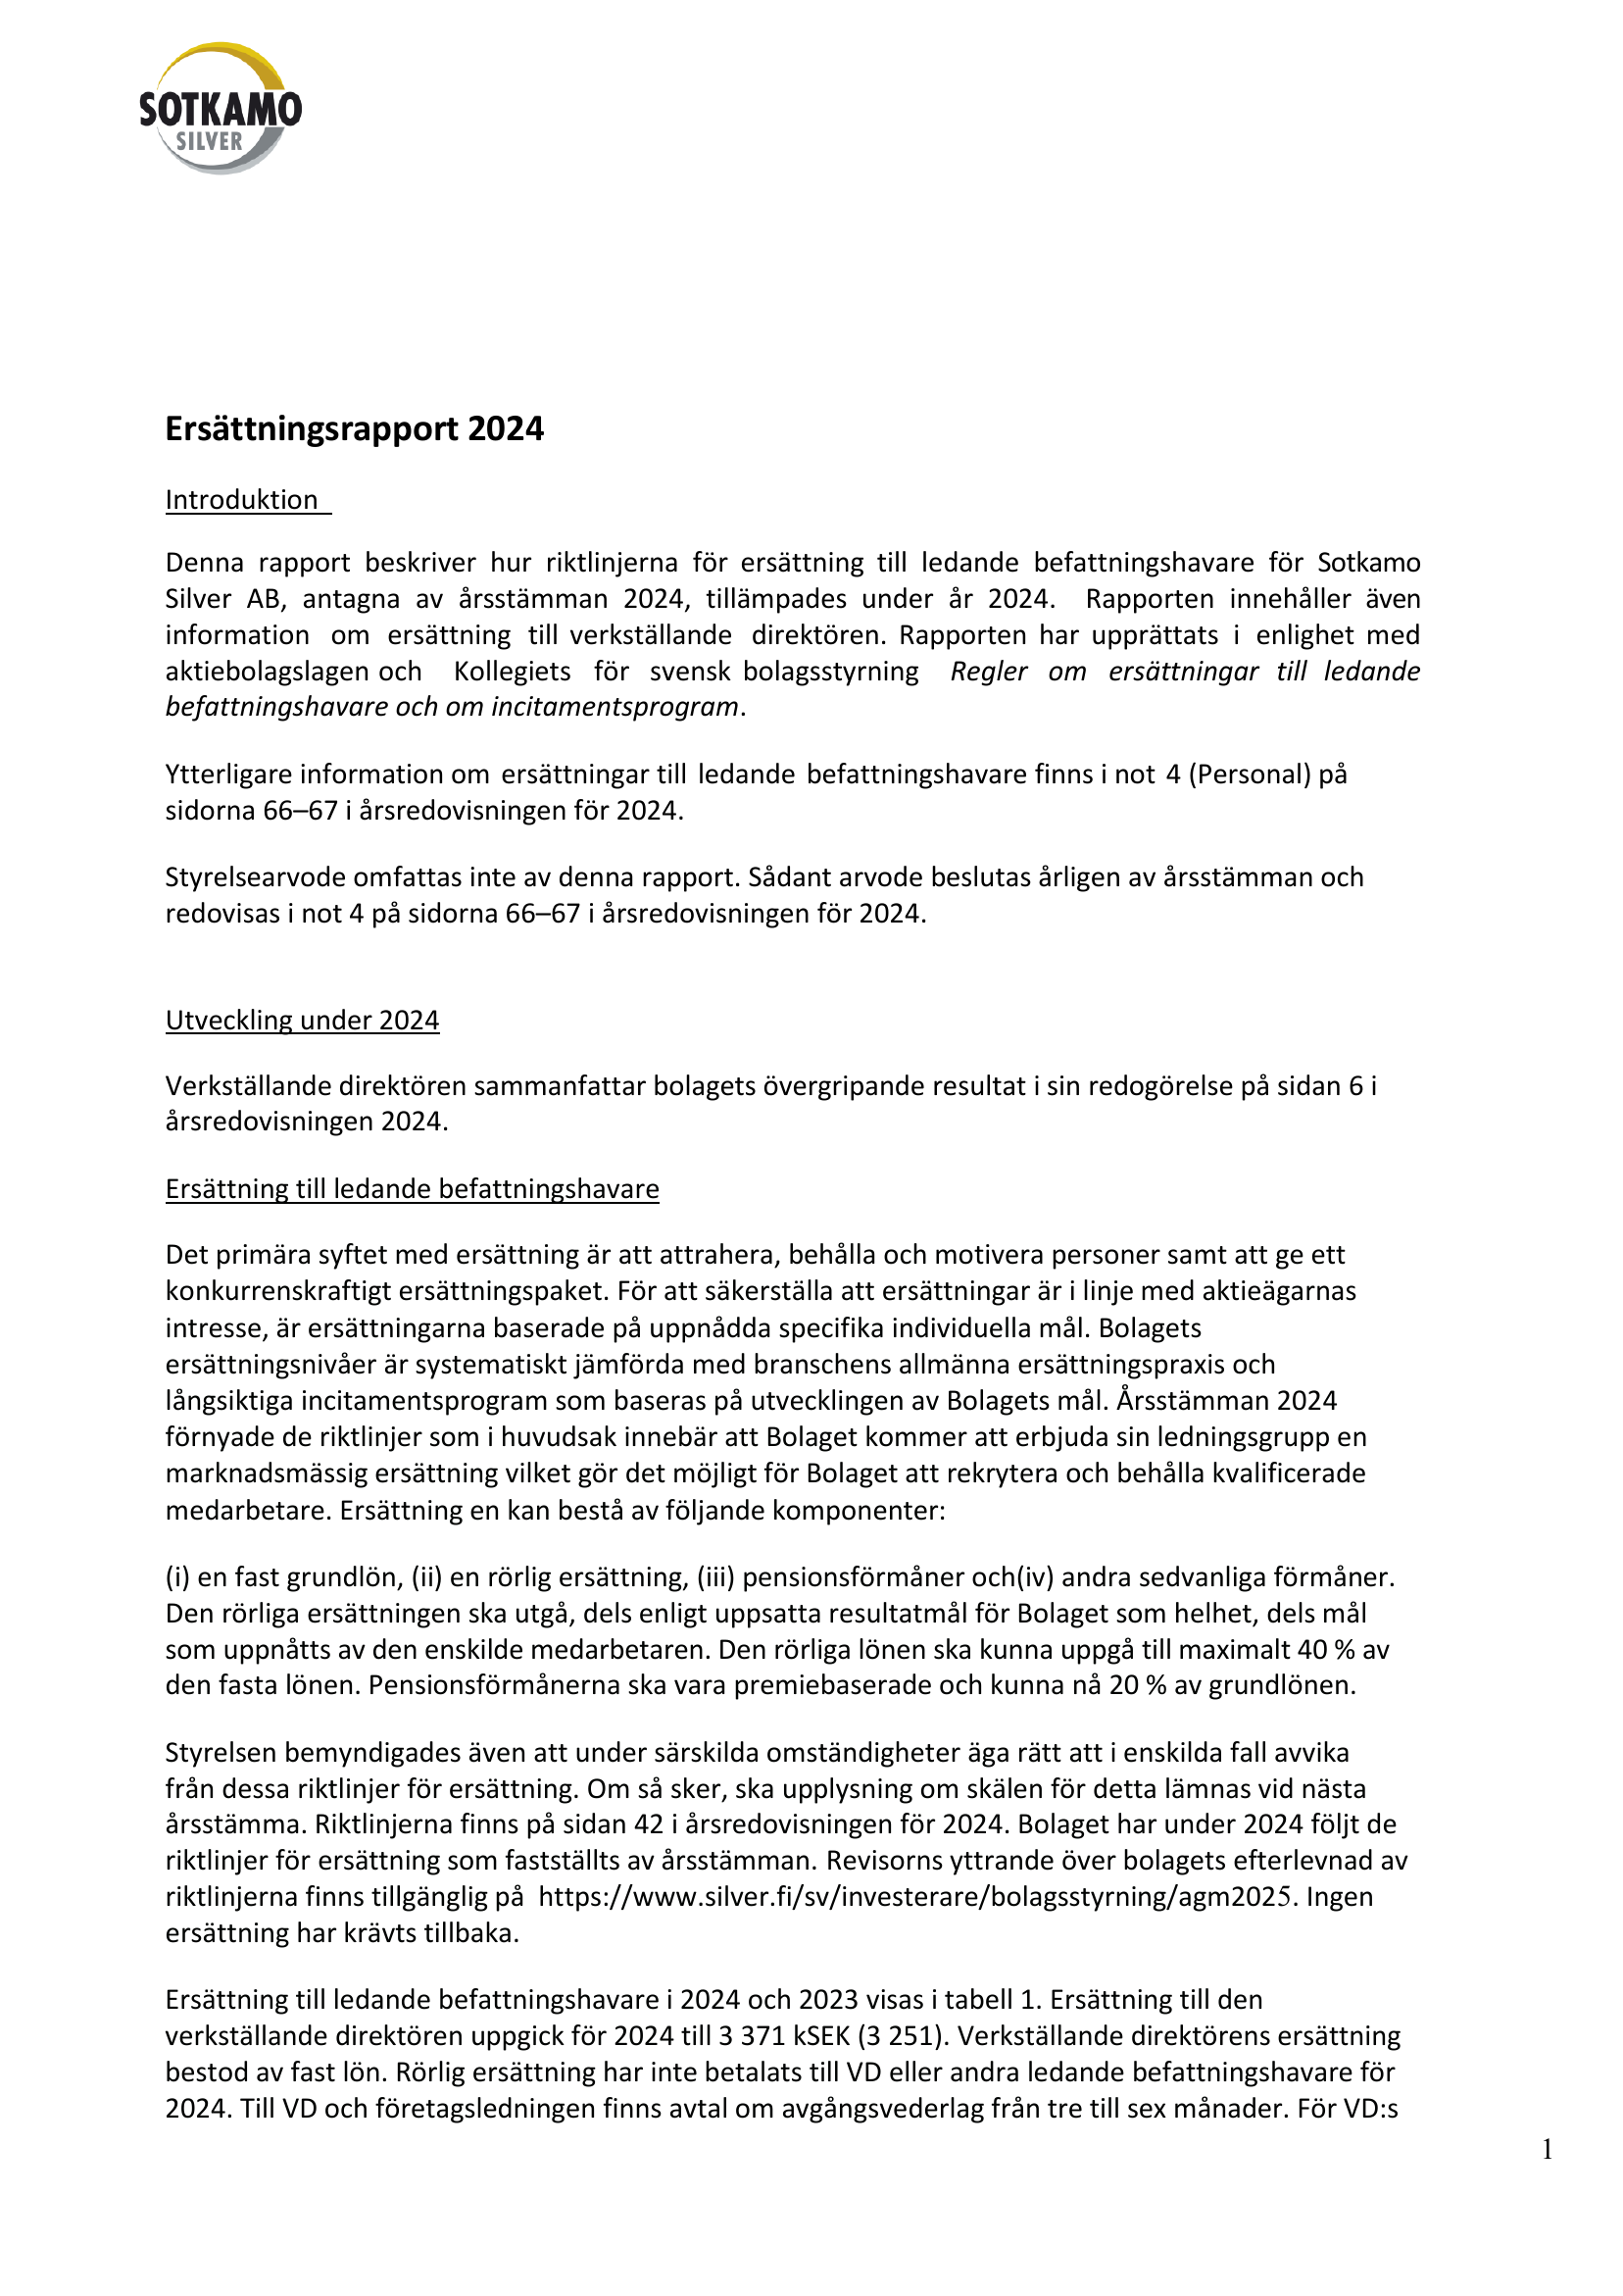 SOTKAMO
SILVER
Ersättningsrapport 2024
Introduktion
Denna rapport beskriver hur riktlinjerna för ersättning till ledande befattningshavare för Sotkamo
Silver AB, antagna av årsstämman 2024, tillämpades under år 2024. Rapporten innehåller även
information om ersättning till verkställande direktören. Rapporten har upprättats i enlighet med
aktiebolagslagen och Kollegiets för svensk bolagsstyrning Regler om ersättningar till ledande
befattningshavare och om incitamentsprogram.
Ytterligare information om ersättningar till ledande befattningshavare finns i not 4 (Personal) på
sidorna 66–67 i årsredovisningen för 2024.
Styrelsearvode omfattas inte av denna rapport. Sådant arvode beslutas årligen av årsstämman och
redovisas i not 4 på sidorna 66–67 i årsredovisningen för 2024.
Utveckling under 2024
Verkställande direktören sammanfattar bolagets övergripande resultat i sin redogörelse på sidan 6 i
årsredovisningen 2024.
Ersättning till ledande befattningshavare
Det primära syftet med ersättning är att attrahera, behålla och motivera personer samt att ge ett
konkurrenskraftigt ersättningspaket. För att säkerställa att ersättningar är i linje med aktieägarnas
intresse, är ersättningarna baserade på uppnådda specifika individuella mål. Bolagets
ersättningsnivåer är systematiskt jämförda med branschens allmänna ersättningspraxis och
långsiktiga incitamentsprogram som baseras på utvecklingen av Bolagets mål. Årsstämman 2024
förnyade de riktlinjer som i huvudsak innebär att Bolaget kommer att erbjuda sin ledningsgrupp en
marknadsmässig ersättning vilket gör det möjligt för Bolaget att rekrytera och behålla kvalificerade
medarbetare. Ersättning en kan bestå av följande komponenter:
(i) en fast grundlön, (ii) en rörlig ersättning, (iii) pensionsförmåner och(iv) andra sedvanliga förmåner.
Den rörliga ersättningen ska utgå, dels enligt uppsatta resultatmål för Bolaget som helhet, dels mål
som uppnåtts av den enskilde medarbetaren. Den rörliga lönen ska kunna uppgå till maximalt 40 % av
den fasta lönen. Pensionsförmånerna ska vara premiebaserade och kunna nå 20 % av grundlönen.
Styrelsen bemyndigades även att under särskilda omständigheter äga rätt att i enskilda fall avvika
från dessa riktlinjer för ersättning. Om så sker, ska upplysning om skälen för detta lämnas vid nästa
årsstämma. Riktlinjerna finns på sidan 42 i årsredovisningen för 2024. Bolaget har under 2024 följt de
riktlinjer för ersättning som fastställts av årsstämman. Revisorns yttrande över bolagets efterlevnad av
riktlinjerna finns tillgänglig på https://www.silver.fi/sv/investerare/bolagsstyrning/agm2025. Ingen
ersättning har krävts tillbaka.
Ersättning till ledande befattningshavare i 2024 och 2023 visas i tabell 1. Ersättning till den
verkställande direktören uppgick för 2024 till 3 371 kSEK (3 251). Verkställande direktörens ersättning
bestod av fast lön. Rörlig ersättning har inte betalats till VD eller andra ledande befattningshavare för
2024. Till VD och företagsledningen finns avtal om avgångsvederlag från tre till sex månader. För VD:s
1